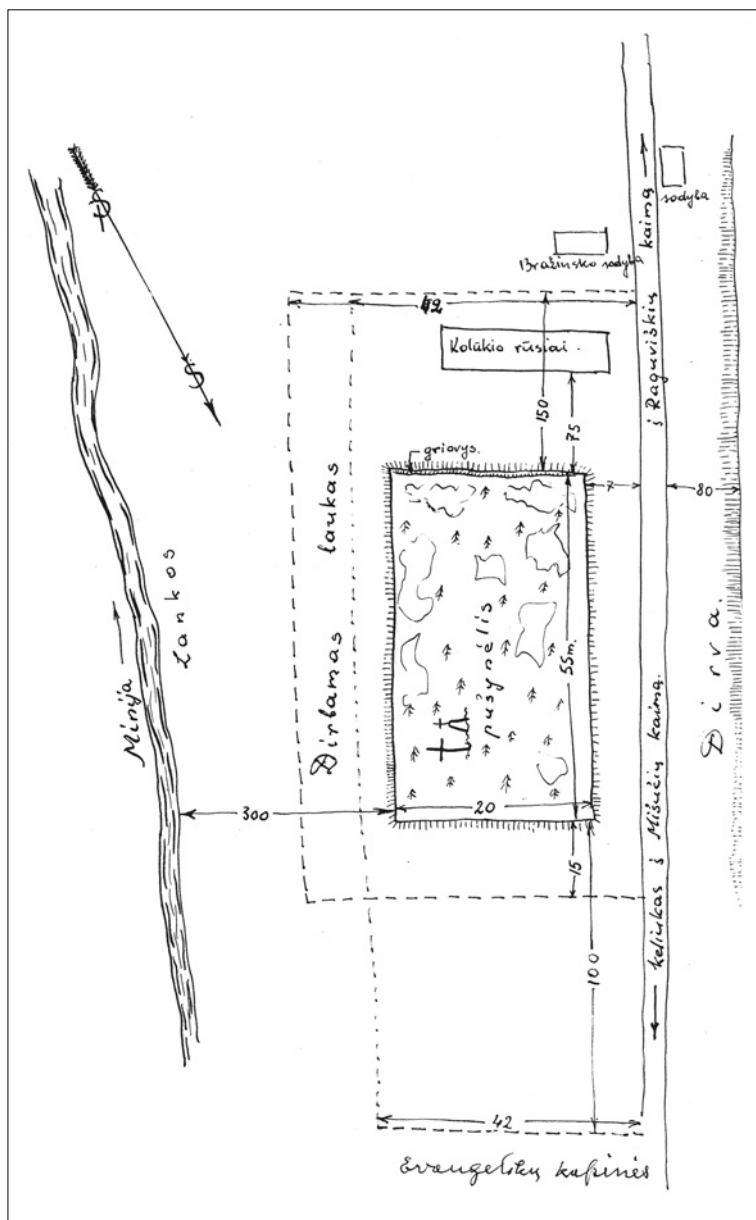 sodyba
Bražinsko sodyba
42
Kolūkio rūsiai.
150
75
į Raguviškių kaimą
Š
griovys.
7
80
Dirbamas laukas
Lankos
Minija
pušynėlis
55m.
Dirva.
20
300
15
keliukas į Mišučių kaimą.
100
42
Evangelikų kapinės